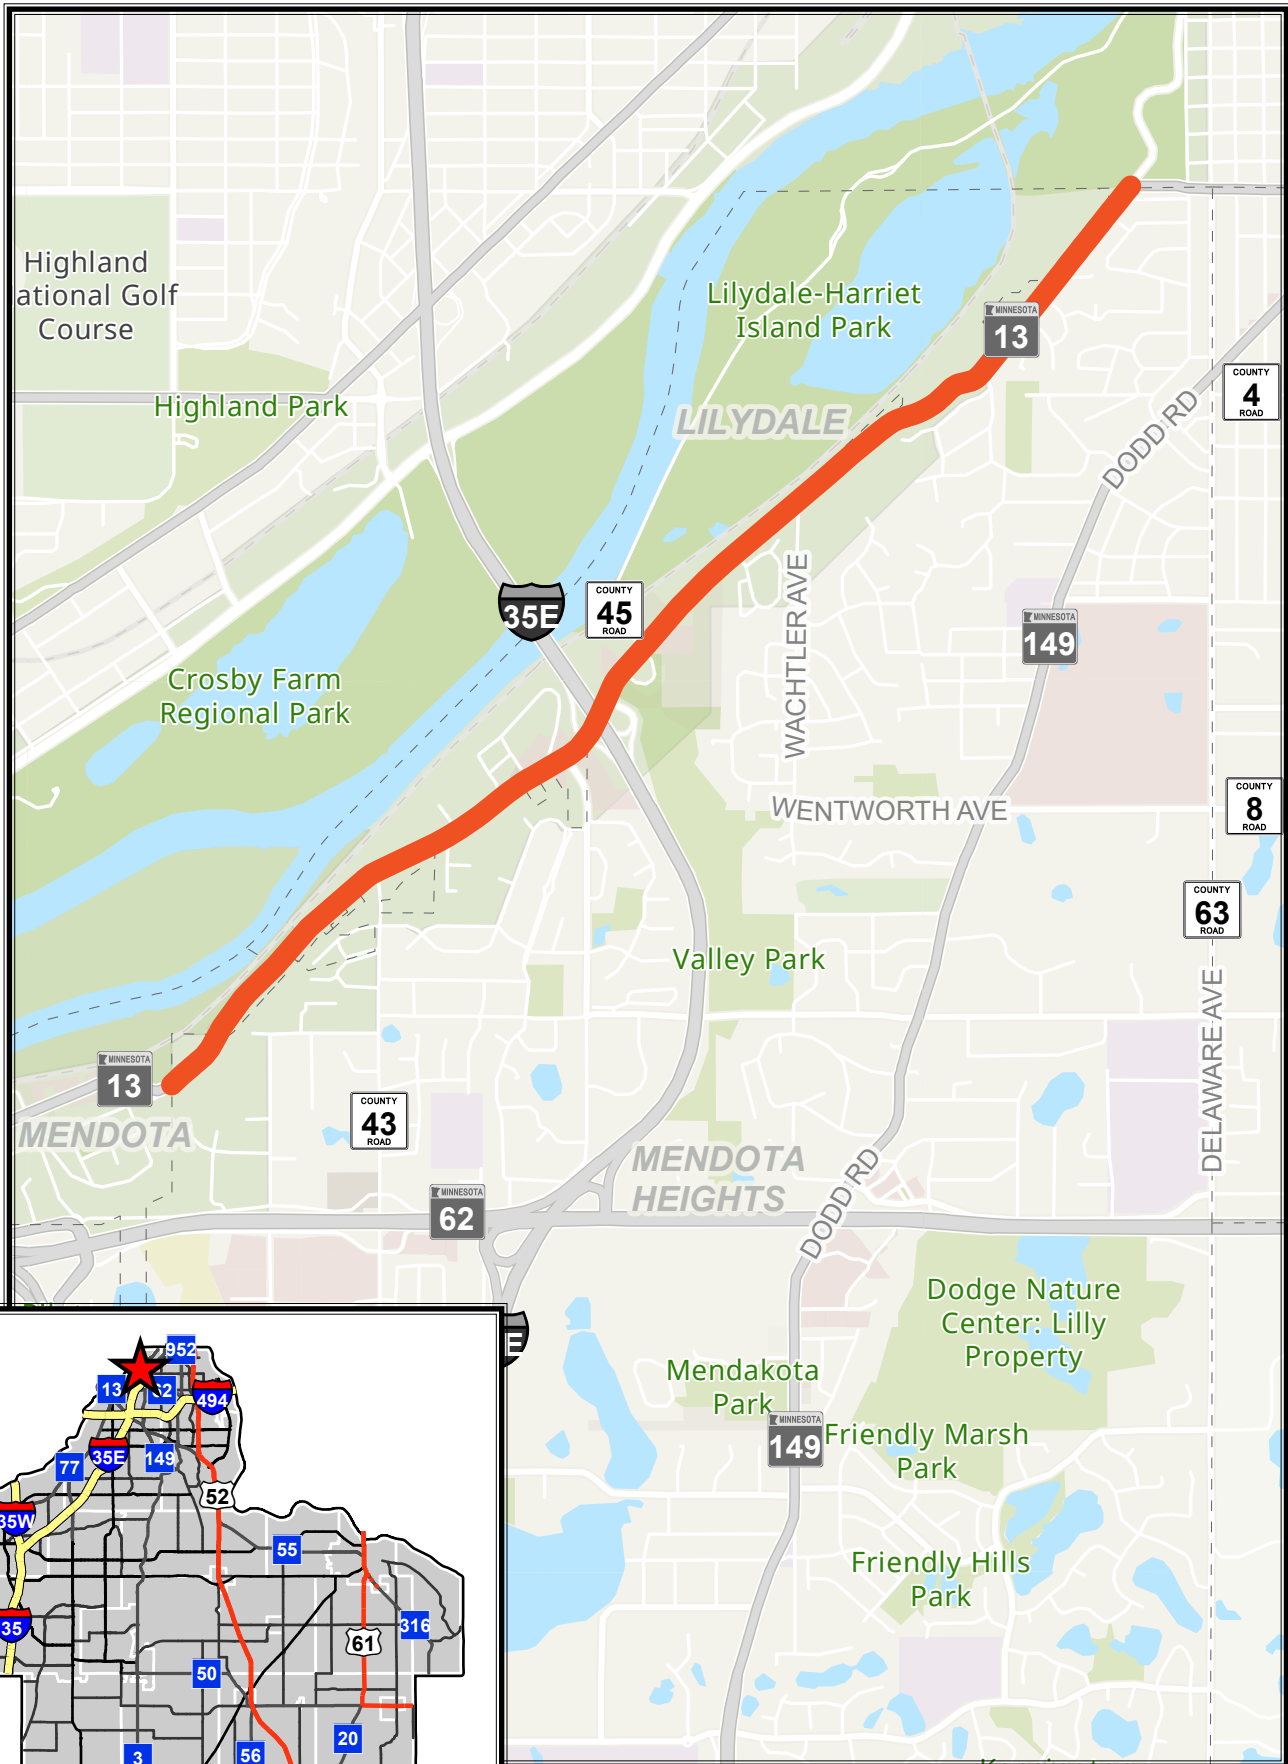 Highland
ational Golf
Course
Highland Park
Lilydale-Harriet
Island Park
MINNESOTA
13
COUNTY
4
ROAD
LILYDALE
DODD RD
35E
COUNTY
45
ROAD
WACHTLER AVE
MINNESOTA
149
Crosby Farm
Regional Park
WENTWORTH AVE
COUNTY
8
ROAD
COUNTY
63
ROAD
Valley Park
DELAWARE AVE
MINNESOTA
13
MENDOTA
COUNTY
43
ROAD
MENDOTA
HEIGHTS
MINNESOTA
62
DODD RD
Dodge Nature
Center: Lilly
Property
E
Mendakota
Park
MINNESOTA
149
Friendly Marsh
Park
Friendly Hills
Park
952
13
494
35E
149
77
52
35W
55
35
316
61
50
20
3
56